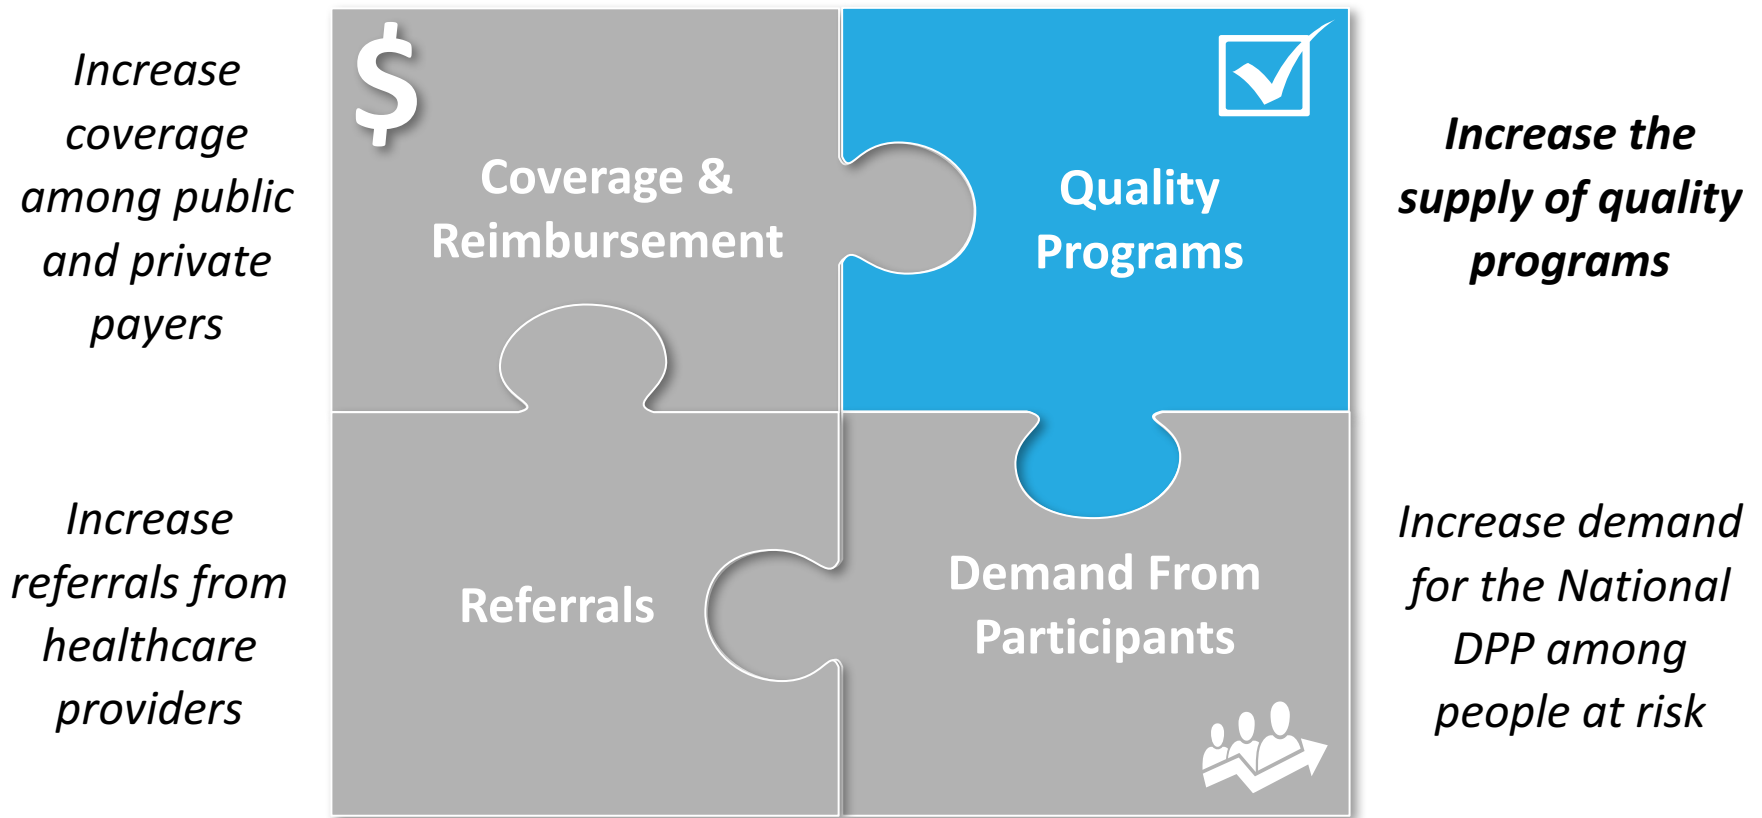 Increase
coverage
among public
and private
payers
$
Coverage &
Reimbursement
Quality
Programs
Increase the
supply of quality
programs
Increase
referrals from
healthcare
providers
Referrals
Demand From
Participants
Increase demand
for the National
DPP among
people at risk